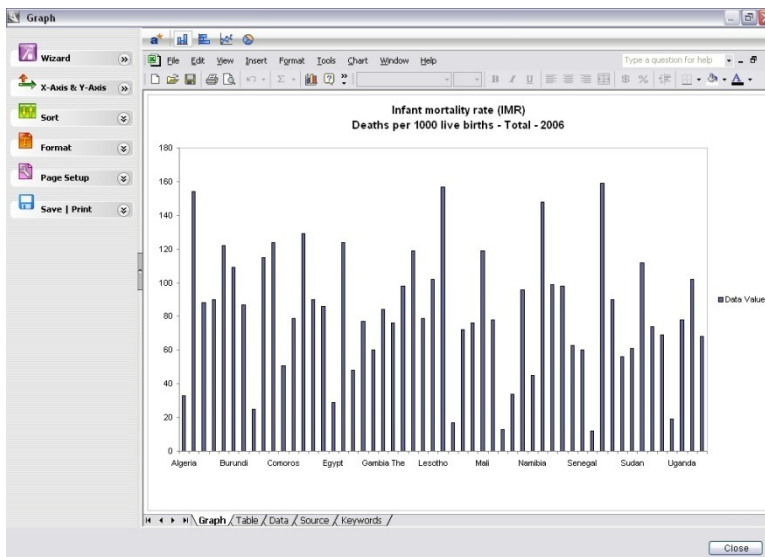 Graph
Wizard
X-Axis & Y-Axis
Sort
Format
Page Setup
Save | Print
File Edit View Insert Format Tools Chart Window Help
Type a question for help
B I U
$ %
A
Infant mortality rate (IMR)
Deaths per 1000 live births - Total - 2006
180
160
140
120
100
80
60
40
20
0
Algeria Burundi Comoros Egypt Gambia The Lesotho Mali Namibia Senegal Sudan Uganda
Data Value
Graph / Table / Data / Source / Keywords /
Close